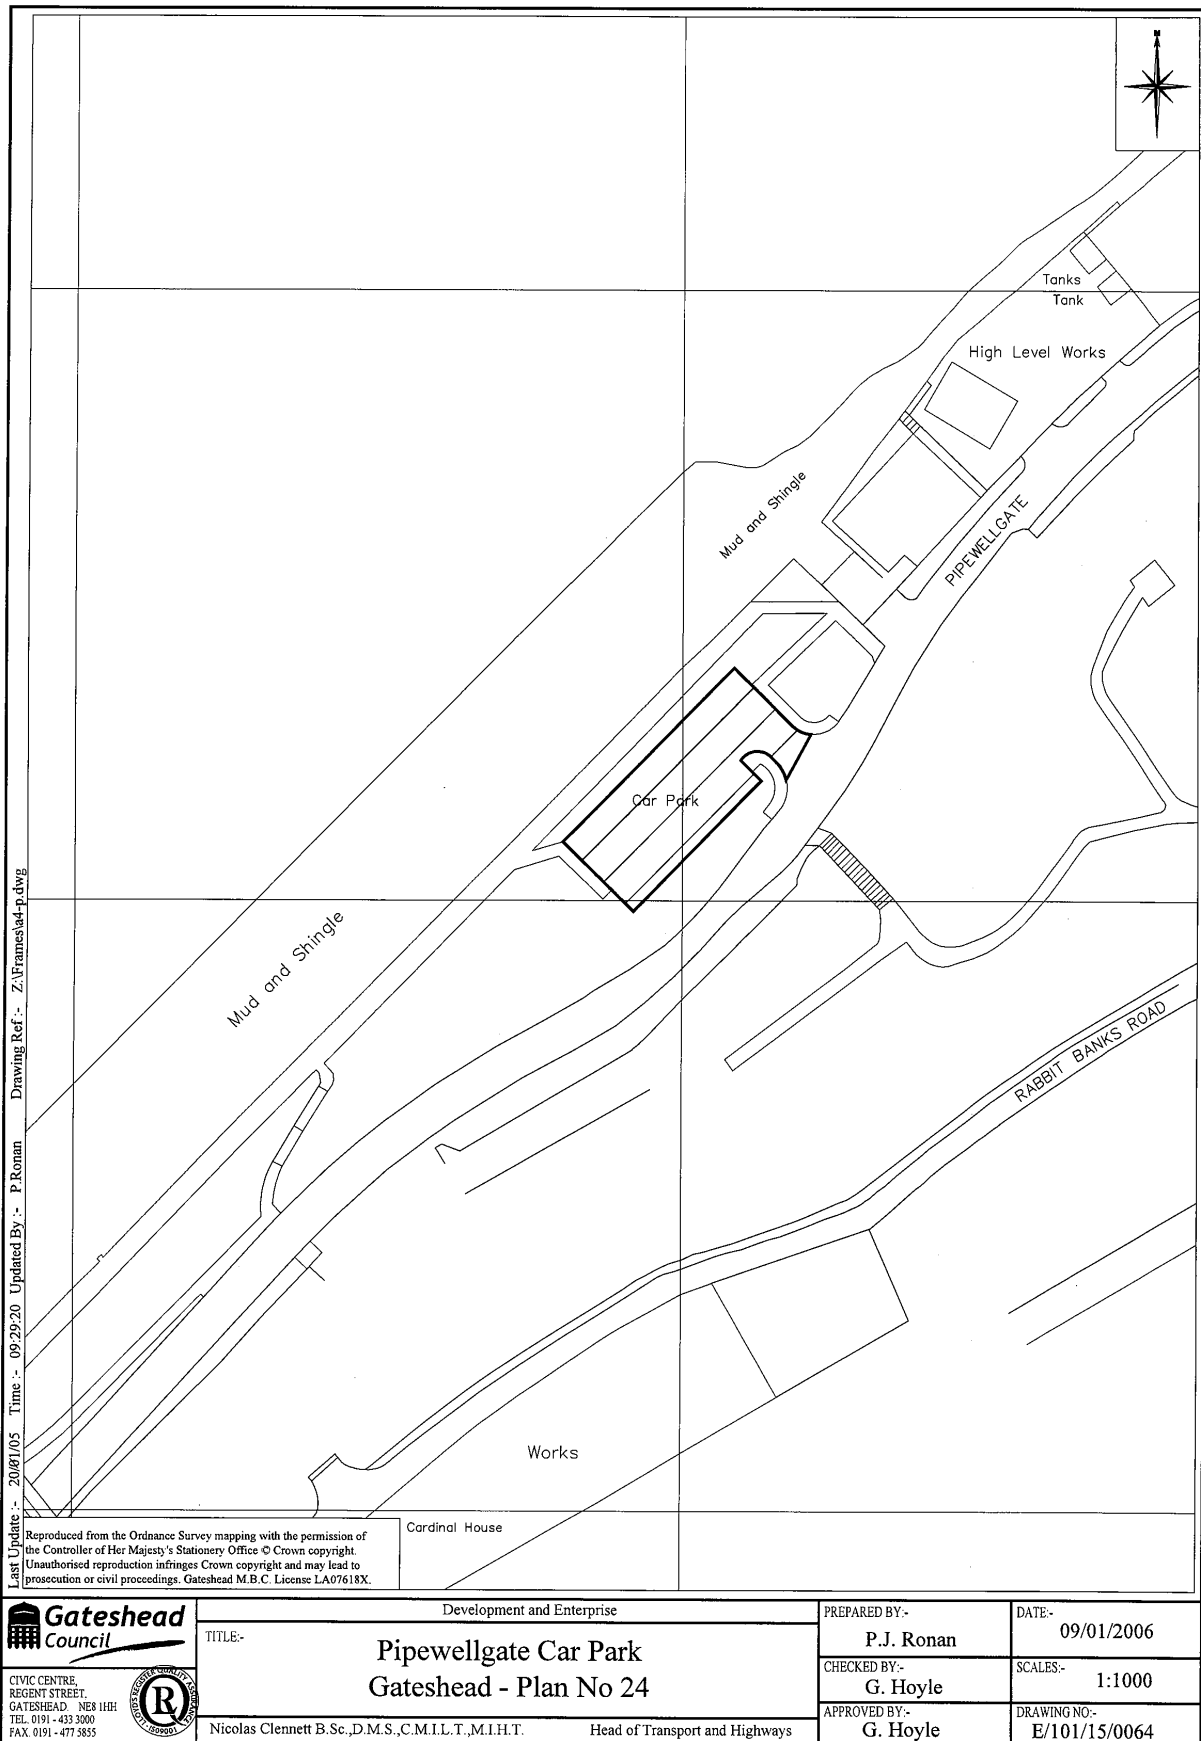 N
Tanks
Tank
High Level Works
Mud and Shingle
PIPEWELLGATE
Car Park
Mud and Shingle
RABBIT BANKS ROAD
Works
Cardinal House
Last Update :- 20/01/05 Time :- 09:29:20 Updated By :- P.Ronan Drawing Ref :- Z:\Frames\a4-p.dwg
Reproduced from the Ordnance Survey mapping with the permission of
the Controller of Her Majesty's Stationery Office © Crown copyright.
Unauthorised reproduction infringes Crown copyright and may lead to
prosecution or civil proceedings. Gateshead M.B.C. License LA07618X.
Gateshead
Council
CIVIC CENTRE,
REGENT STREET,
GATESHEAD. NE8 1HH
TEL. 0191 - 433 3000
FAX. 0191 - 477 5855
LLOYD'S REGISTER QUALITY ASSURANCE
R
ISO9001
Development and Enterprise
TITLE:-
Pipewellgate Car Park
Gateshead - Plan No 24
Nicolas Clennett B.Sc.,D.M.S.,C.M.I.L.T.,M.I.H.T. Head of Transport and Highways
PREPARED BY:-
P.J. Ronan
DATE:-
09/01/2006
CHECKED BY:-
G. Hoyle
SCALES:-
1:1000
APPROVED BY:-
G. Hoyle
DRAWING NO:-
E/101/15/0064